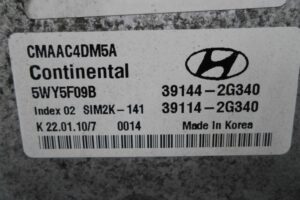 CMAAC4DM5A
Continental
5WY5F09B 39144-2G340
Index 02 SIM2K-141 39114-2G340
K 22.01.10/7 0014 Made in Korea